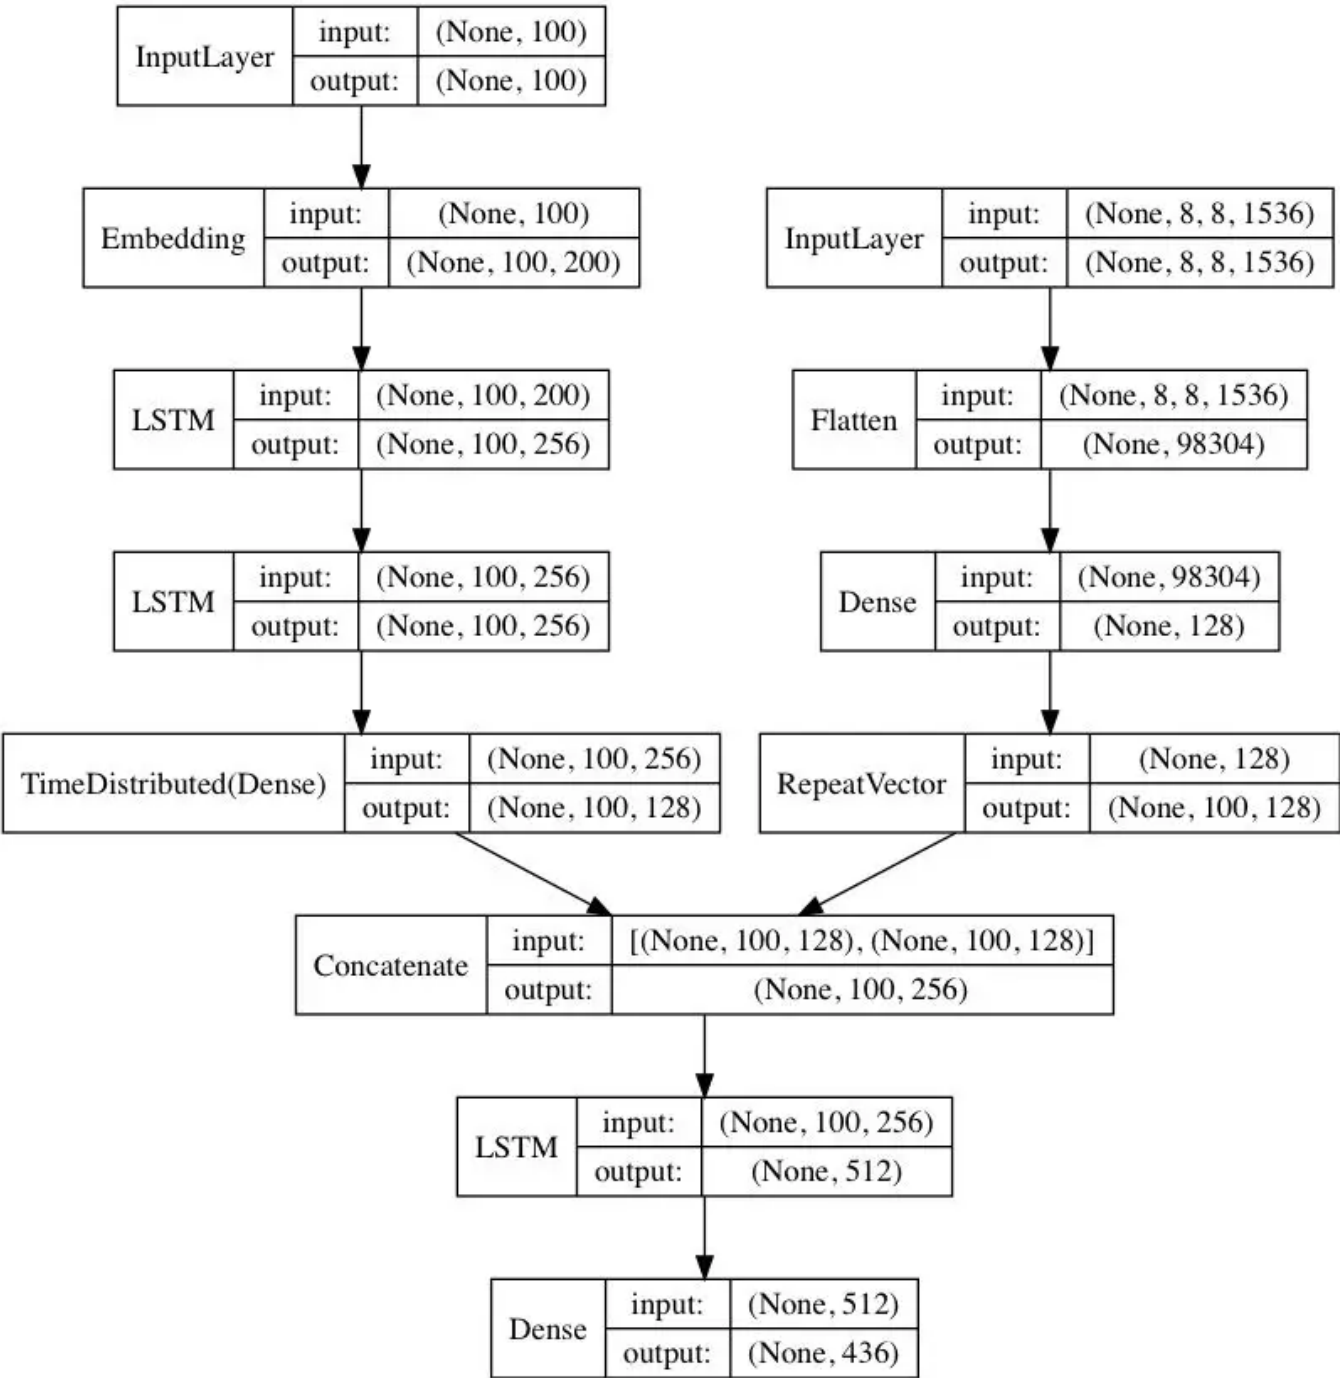 InputLayer
input:
(None, 100)
output:
(None, 100)
Embedding
input:
(None, 100)
output:
(None, 100, 200)
InputLayer
input:
(None, 8, 8, 1536)
output:
(None, 8, 8, 1536)
LSTM
input:
(None, 100, 200)
output:
(None, 100, 256)
Flatten
input:
(None, 8, 8, 1536)
output:
(None, 98304)
LSTM
input:
(None, 100, 256)
output:
(None, 100, 256)
Dense
input:
(None, 98304)
output:
(None, 128)
TimeDistributed(Dense)
input:
(None, 100, 256)
output:
(None, 100, 128)
RepeatVector
input:
(None, 128)
output:
(None, 100, 128)
Concatenate
input:
[(None, 100, 128), (None, 100, 128)]
output:
(None, 100, 256)
LSTM
input:
(None, 100, 256)
output:
(None, 512)
Dense
input:
(None, 512)
output:
(None, 436)